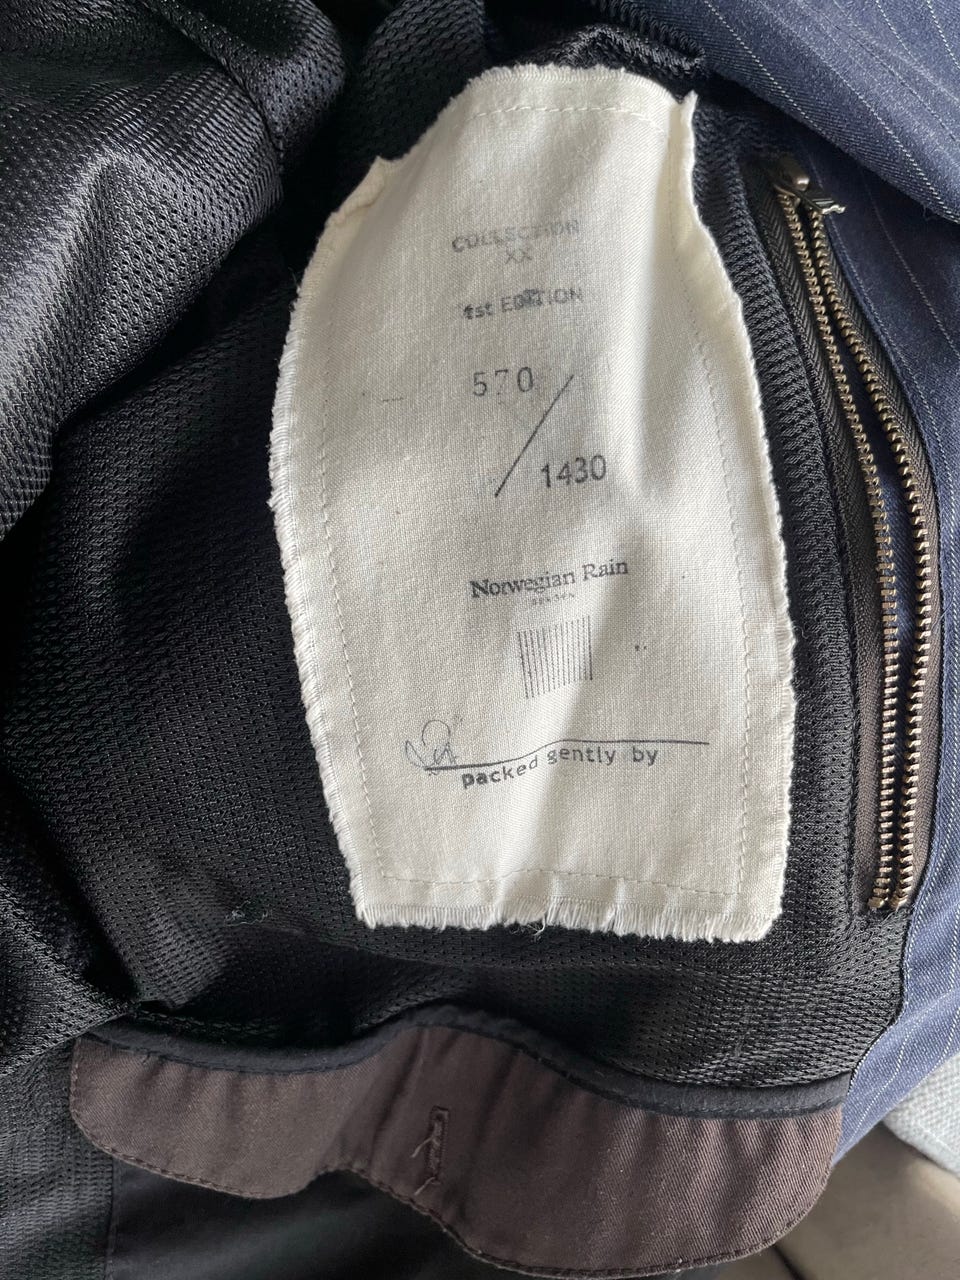 COLLECTION
XX
1st EDITION
570
1430
Norwegian Rain
packed gently by